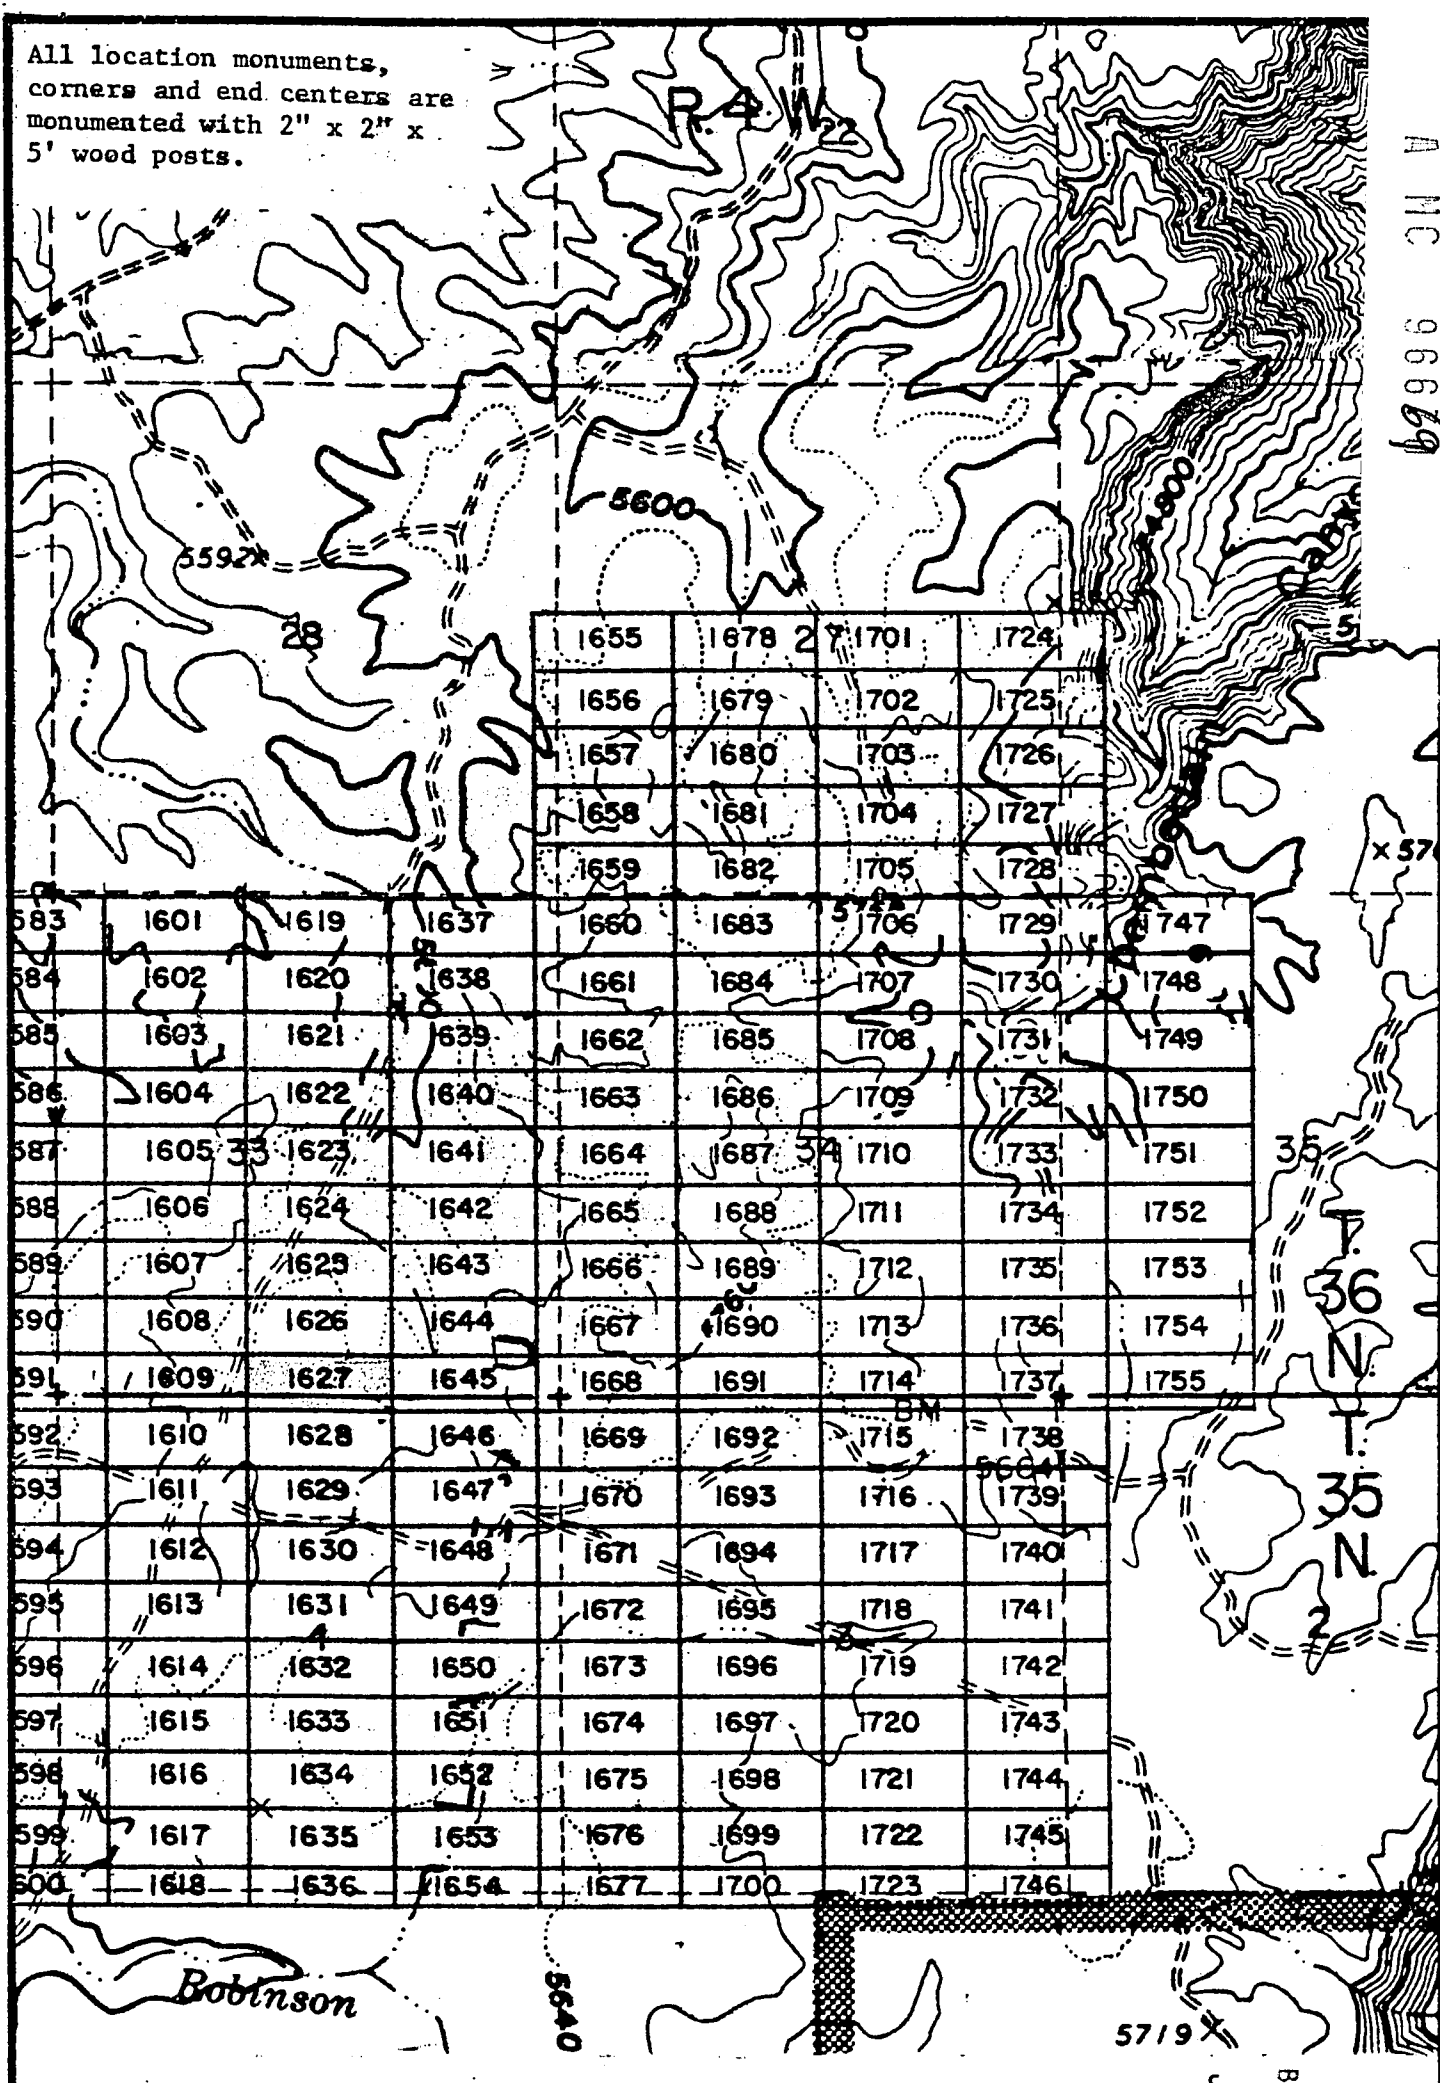 All location monuments,
corners and end centers are
monumented with 2" x 2" x
5' wood posts.
R. 4 W
22
23
A MC
5600
4800
5592
28
27
1655 1678 1701 1724
1656 1679 1702 1725
1657 1680 1703 1726
1658 1681 1704 1727
1659 1682 1705 1728
583 1601 1619 1637 1660 1683 1706 1729 1747
584 1602 1620 1638 1661 1684 1707 1730 1748
585 1603 1621 1639 1662 1685 1708 1731 1749
586 1604 1622 1640 1663 1686 1709 1732 1750
587 1605 33 1623 1641 1664 1687 34 1710 1733 1751 35
588 1606 1624 1642 1665 1688 1711 1734 1752
589 1607 1625 1643 1666 1689 1712 1735 1753
590 1608 1626 1644 1667 1690 1713 1736 1754
591 1609 1627 1645 1668 1691 1714 1737 1755
BM
592 1610 1628 1646 1669 1692 1715 1738
593 1611 1629 1647 1670 1693 1716 1739
594 1612 1630 1648 1671 1694 1717 1740
595 1613 1631 1649 1672 1695 1718 1741
4 3 2
596 1614 1632 1650 1673 1696 1719 1742
597 1615 1633 1651 1674 1697 1720 1743
598 1616 1634 1652 1675 1698 1721 1744
599 1617 1635 1653 1676 1699 1722 1745
600 1618 1636 1654 1677 1700 1723 1746
T.
36
N.
T.
35
N.
Robinson
5640
5719